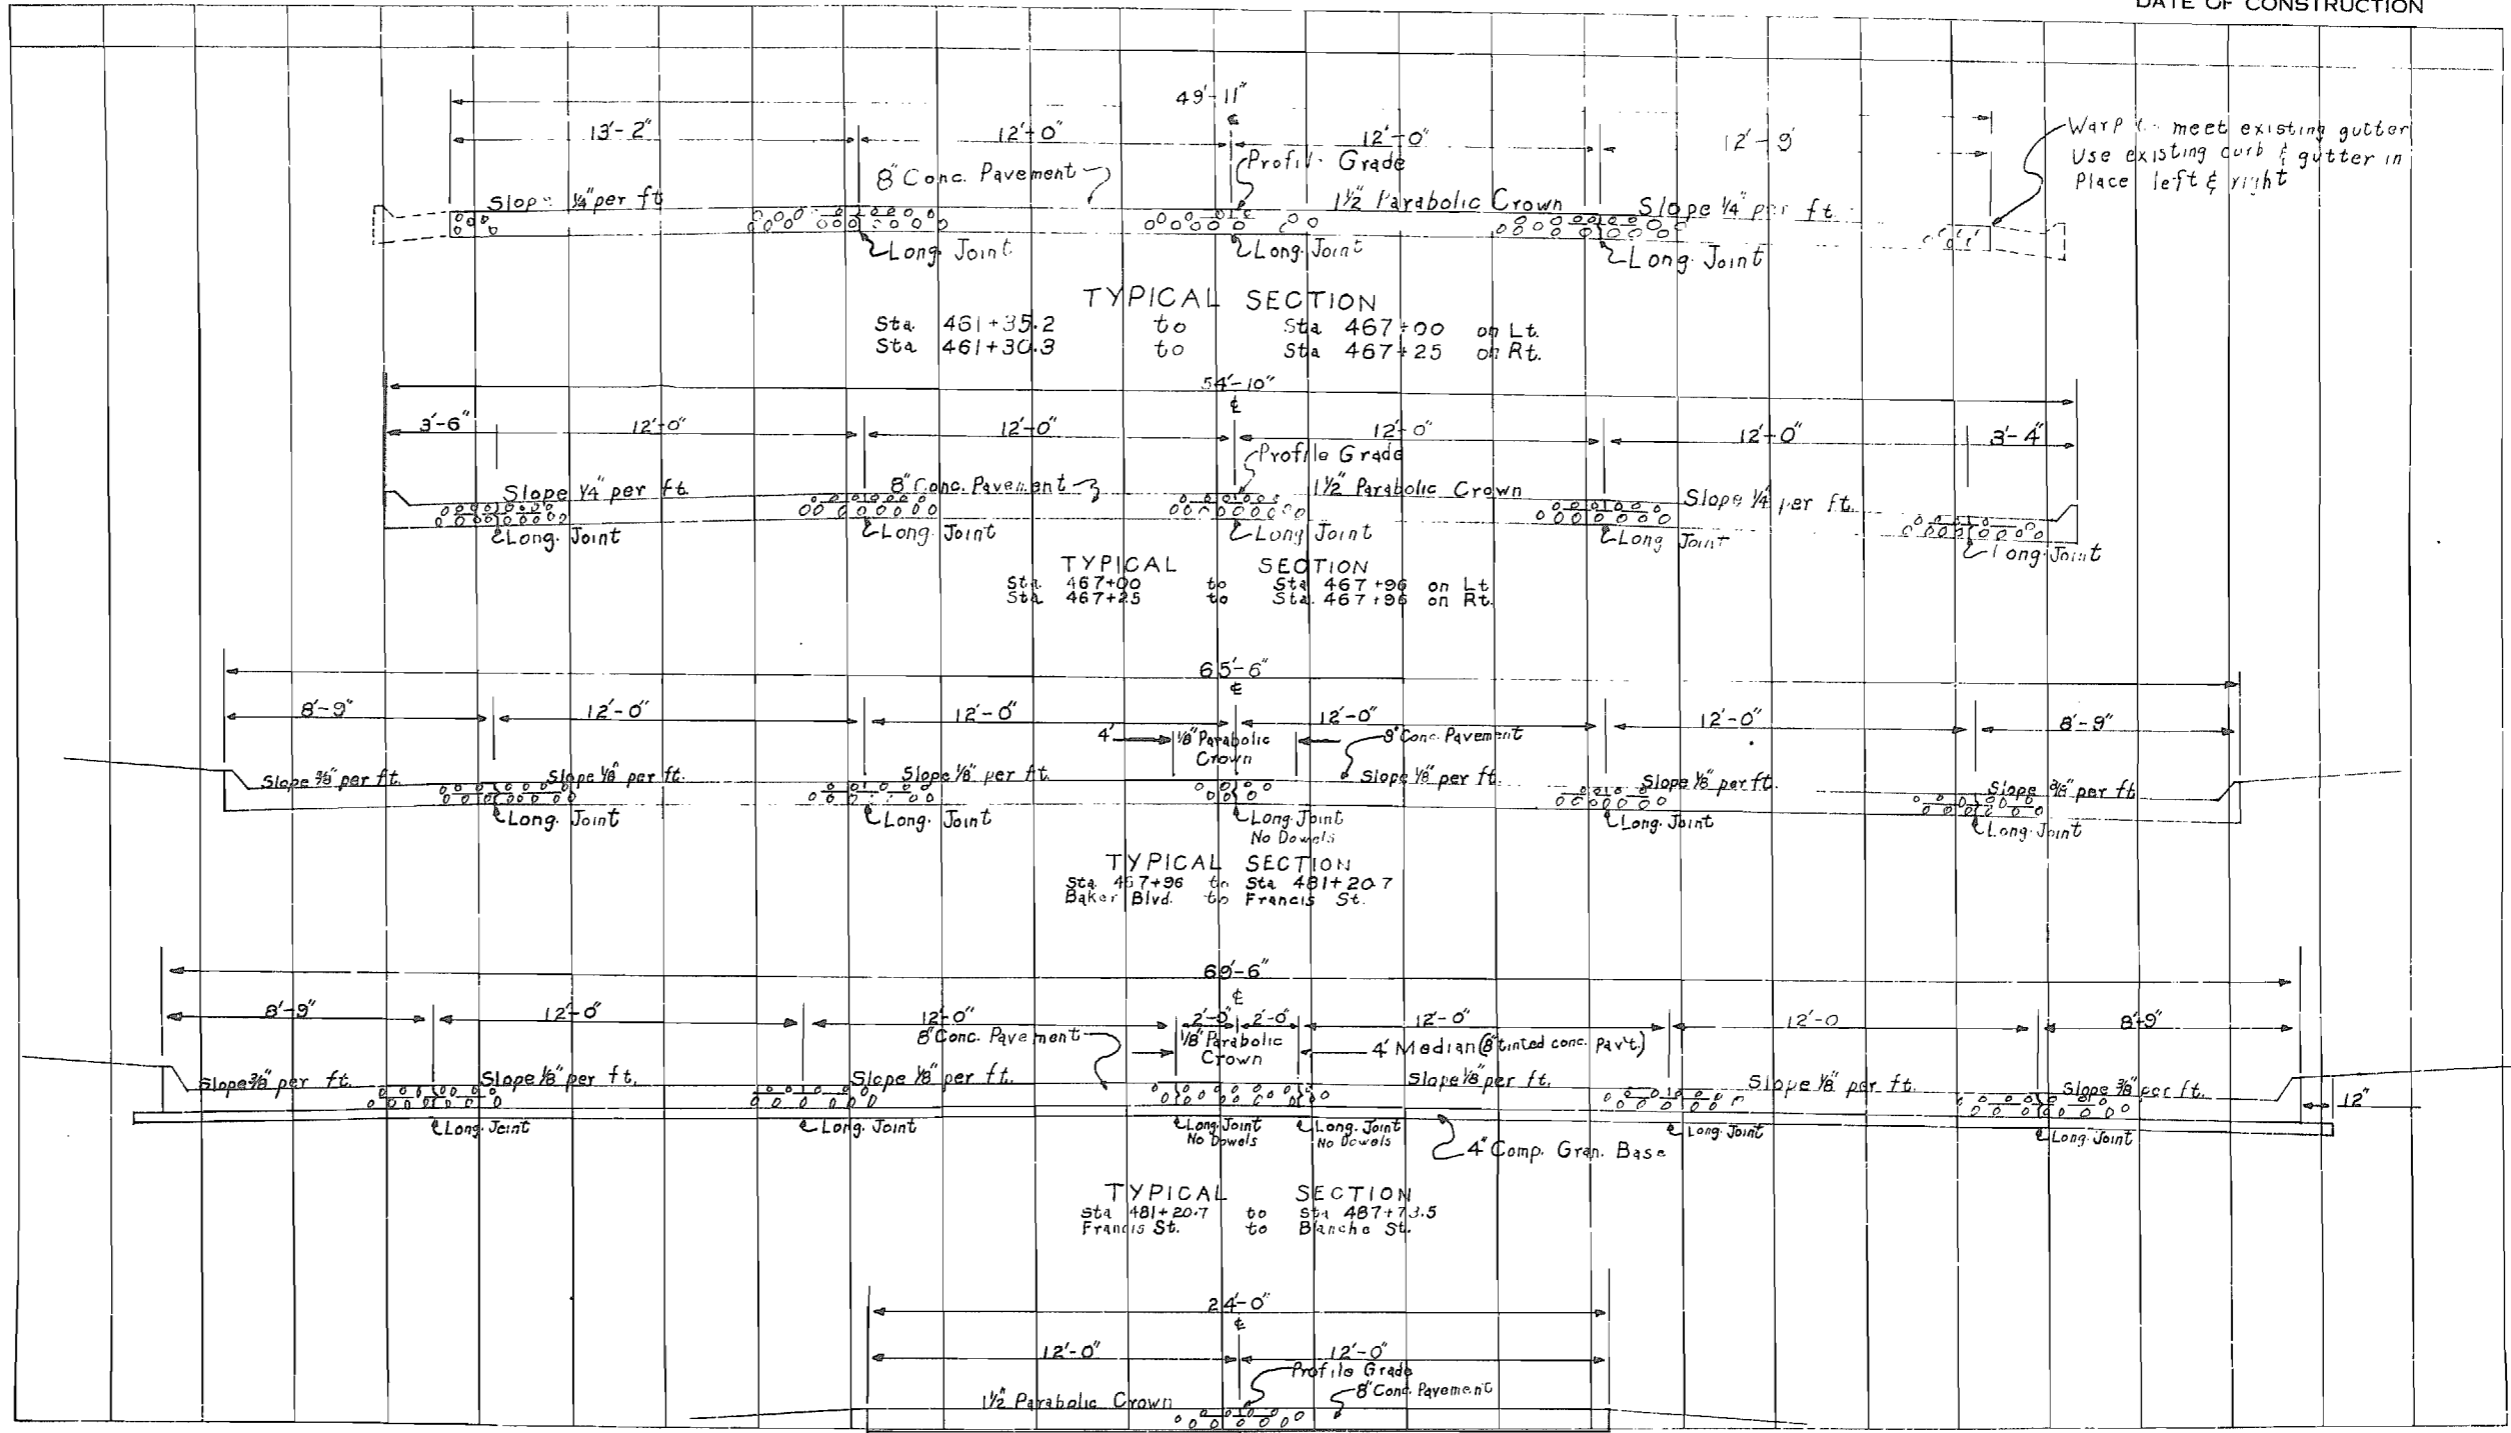 DATE OF CONSTRUCTION
49'-11"
13'-2" 12'-0" ℄ 12'-0" 12'-9'
8" Conc. Pavement Profil Grade
Warp to meet existing gutter
Use existing curb & gutter in
Place left & right
Slope 1/4" per ft 1 1/2" Parabolic Crown Slope 1/4" per ft.
Long. Joint Long. Joint Long. Joint
TYPICAL SECTION
Sta. 461+35.2 to Sta 467+00 on Lt.
Sta 461+30.3 to Sta 467+25 on Rt.
54'-10"
℄
3'-6" 12'-0" 12'-0" 12'-0" 12'-0" 3'-4"
Profile Grade
Slope 1/4" per ft. 8" Conc. Pavement 1 1/2" Parabolic Crown Slope 1/4" per ft.
Long. Joint Long. Joint Long. Joint Long. Joint Long. Joint
TYPICAL SECTION
Sta. 467+00 to Sta 467+96 on Lt
Sta 467+25 to Sta. 467+96 on Rt.
65'-6"
℄
8'-9" 12'-0" 12'-0" 12'-0" 12'-0" 8'-9"
4' 1/8" Parabolic 8" Conc. Pavement
Crown
Slope 3/8" per ft. Slope 1/8" per ft. Slope 1/8" per ft. Slope 1/8" per ft. Slope 1/8" per ft. Slope 3/8" per ft
Long. Joint Long. Joint Long. Joint Long. Joint Long. Joint
No Dowels
TYPICAL SECTION
Sta. 467+96 to Sta 481+20.7
Baker Blvd. to Francis St.
69'-6"
℄
8'-9" 12'-0" 12'-0" 2'-0" 2'-0" 12'-0" 12'-0 8'-9"
8" Conc. Pavement 1/8" Parabolic 4' Median (8" tinted conc. Pav't.)
Crown
Slope 3/8" per ft. Slope 1/8" per ft. Slope 1/8" per ft. Slope 1/8" per ft. Slope 1/8" per ft. Slope 3/8" per ft. 12"
Long. Joint Long. Joint Long. Joint Long. Joint Long. Joint Long. Joint
No Dowels No Dowels
4" Comp. Gran. Base
TYPICAL SECTION
Sta 481+20.7 to Sta 487+73.5
Francis St. to Blanche St.
24'-0"
℄
12'-0" 12'-0"
Profile Grade
1 1/2" Parabolic Crown 8" Conc. Pavement